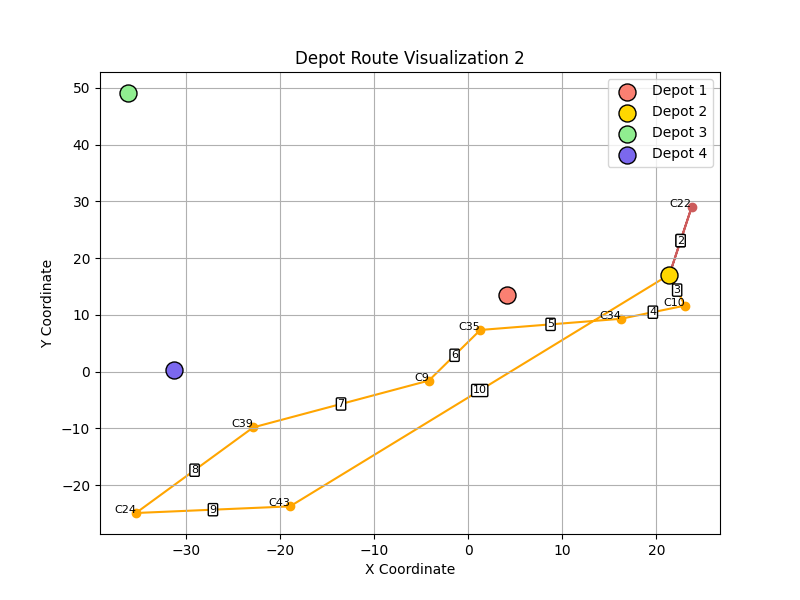 Depot Route Visualization 2
Depot 1
Depot 2
Depot 3
Depot 4
Y Coordinate
50
40
30
20
10
0
−10
−20
C22
2
3
C10
4
C34
5
C35
6
C9
10
7
C39
8
C43
C24
9
−30
−20
−10
0
10
20
X Coordinate